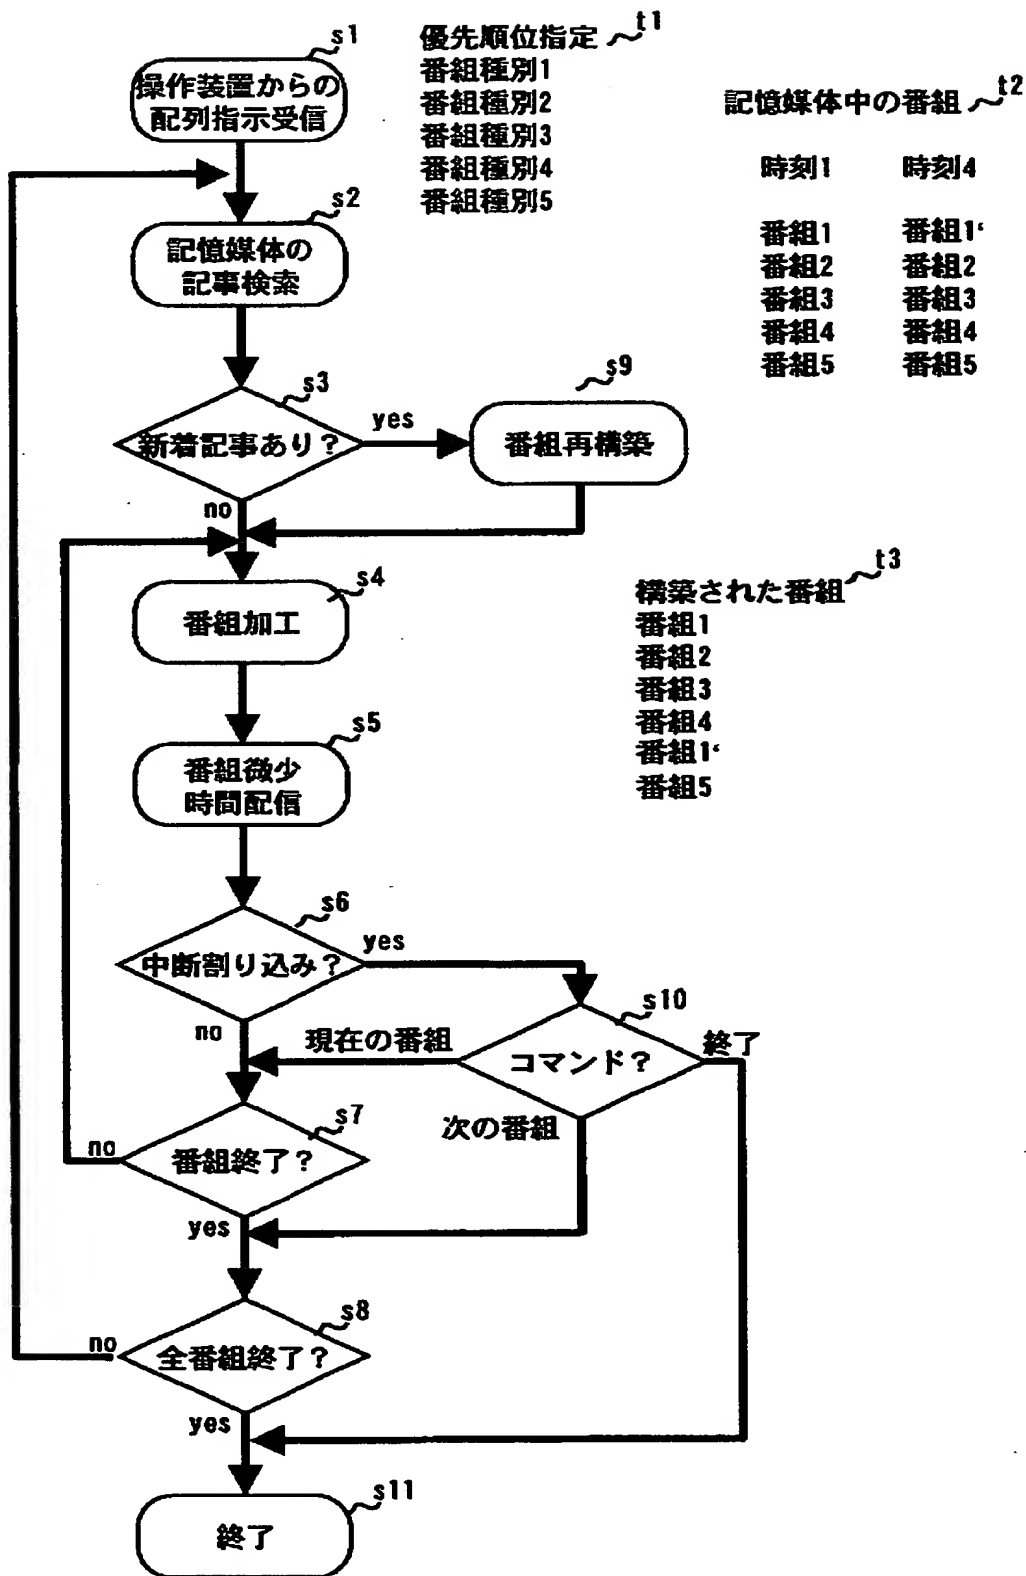 s1
操作装置からの
配列指示受信
優先順位指定 t1
番組種別1
番組種別2
番組種別3
番組種別4
番組種別5
記憶媒体中の番組 t2
時刻1 時刻4
番組1 番組1‘
番組2 番組2
番組3 番組3
番組4 番組4
番組5 番組5
s2
記憶媒体の
記事検索
s3
新着記事あり？
yes
no
s9
番組再構築
s4
番組加工
構築された番組 t3
番組1
番組2
番組3
番組4
番組1‘
番組5
s5
番組微少
時間配信
s6
中断割り込み？
yes
no
s10
コマンド？
現在の番組
終了
次の番組
s7
番組終了？
no
yes
s8
全番組終了？
no
yes
s11
終了